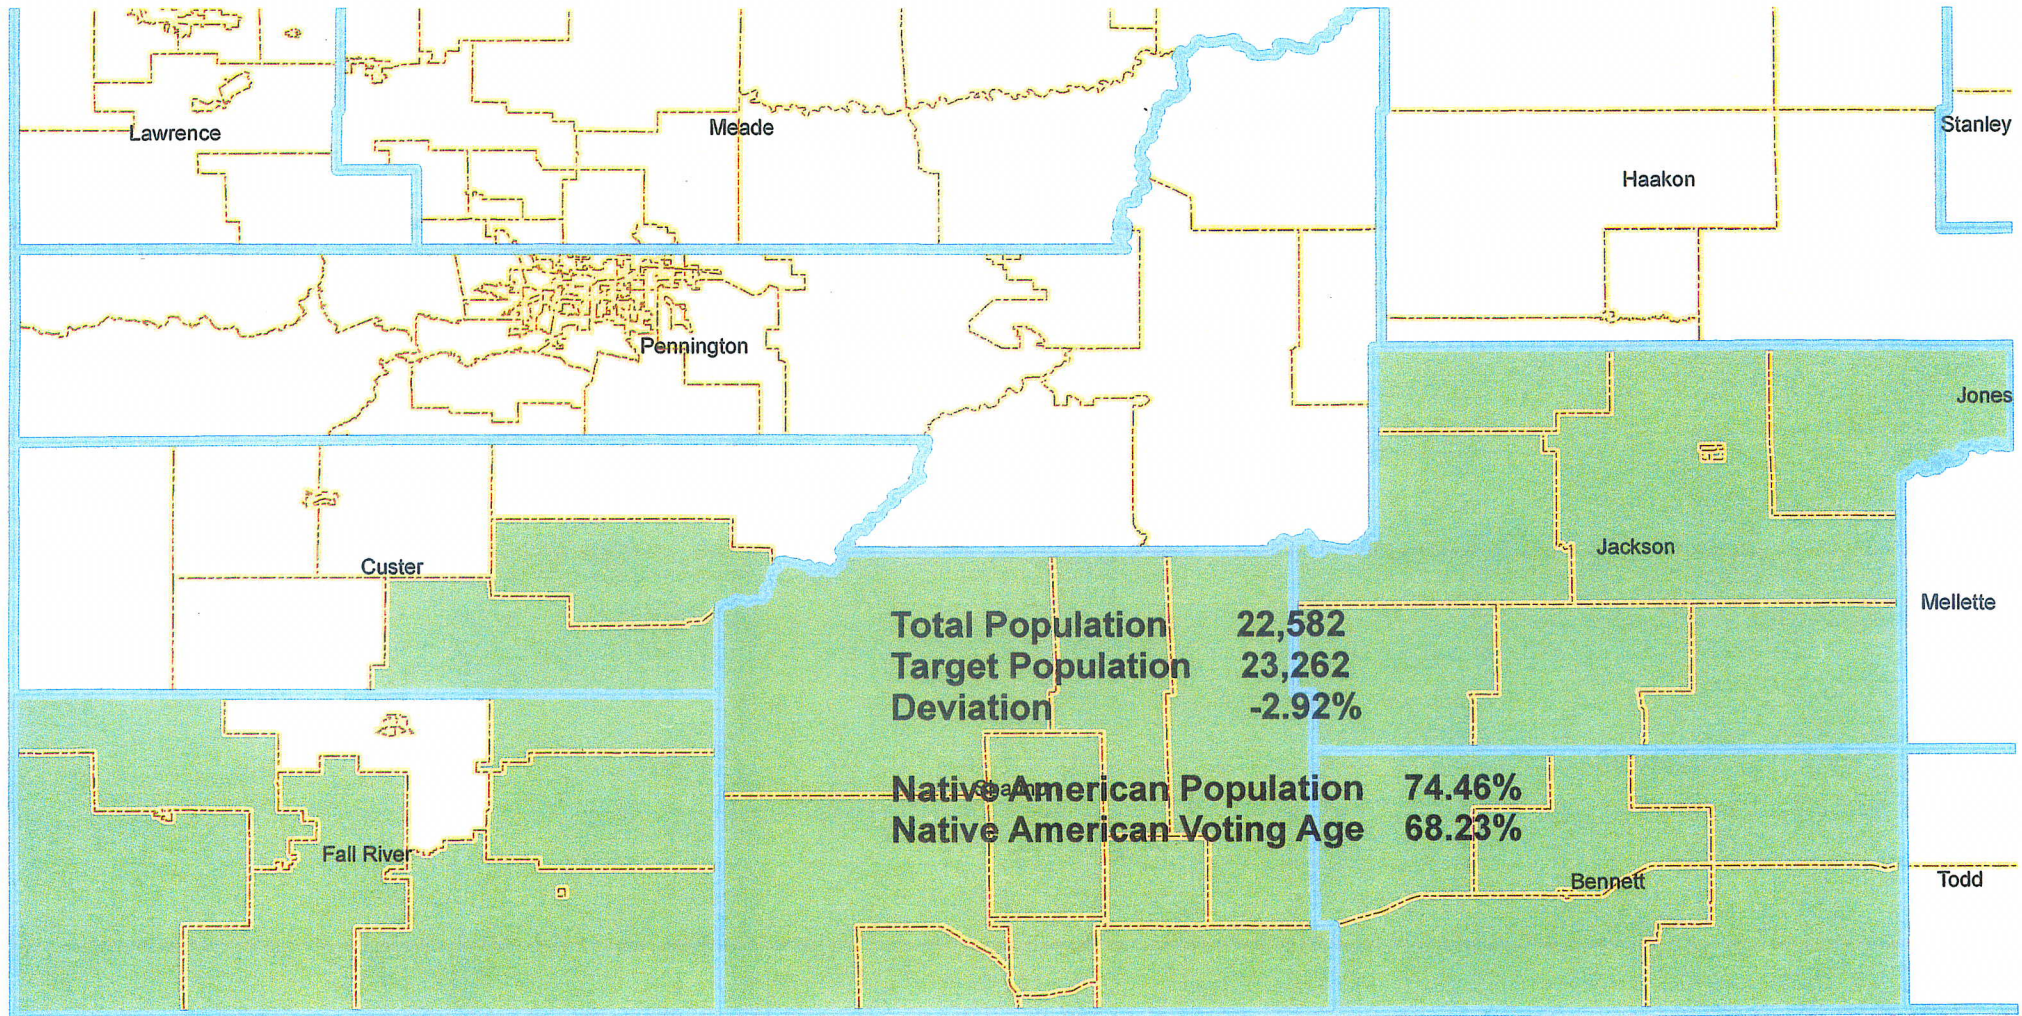 Lawrence
Meade
Stanley
Haakon
Pennington
Jones
Custer
Jackson
Mellette
Total Population 22,582
Target Population 23,262
Deviation -2.92%
Native American Population 74.46%
Native American Voting Age 68.23%
Fall River
Bennett
Todd